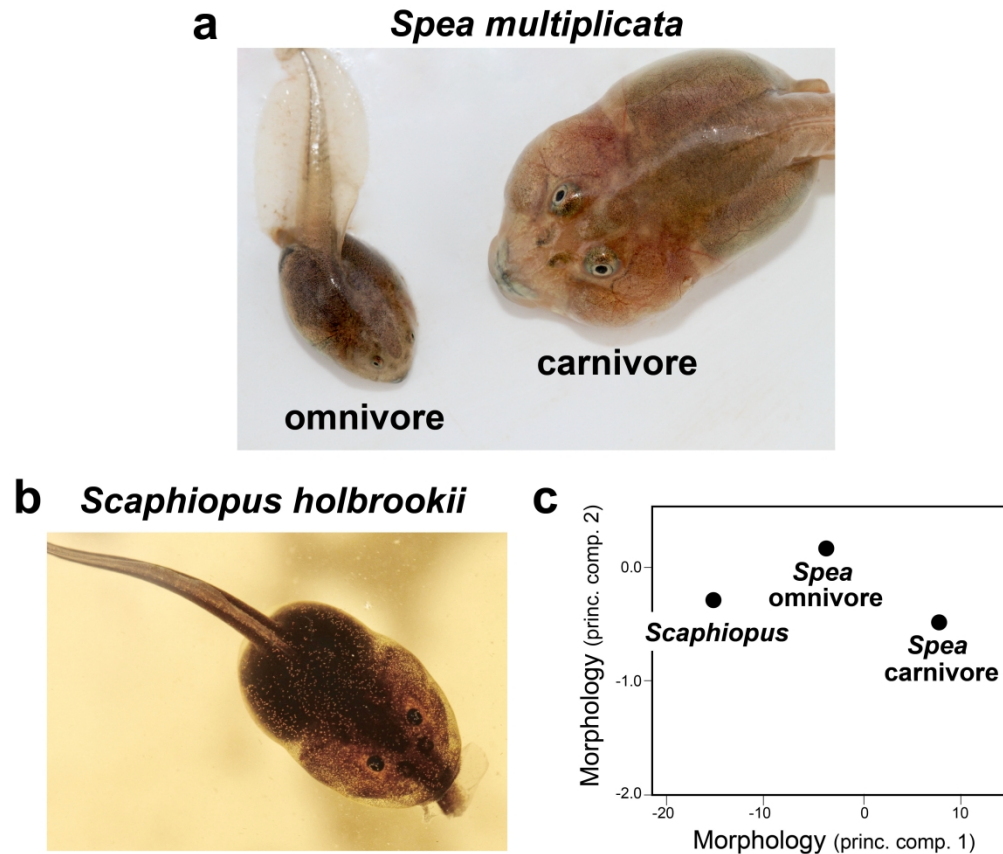 a
Spea multiplicata
omnivore
carnivore
b
Scaphiopus holbrookii
c
Morphology (princ. comp. 2)
0.0
-1.0
-2.0
Spea
omnivore
Scaphiopus
Spea
carnivore
-20
-10
0
10
Morphology (princ. comp. 1)